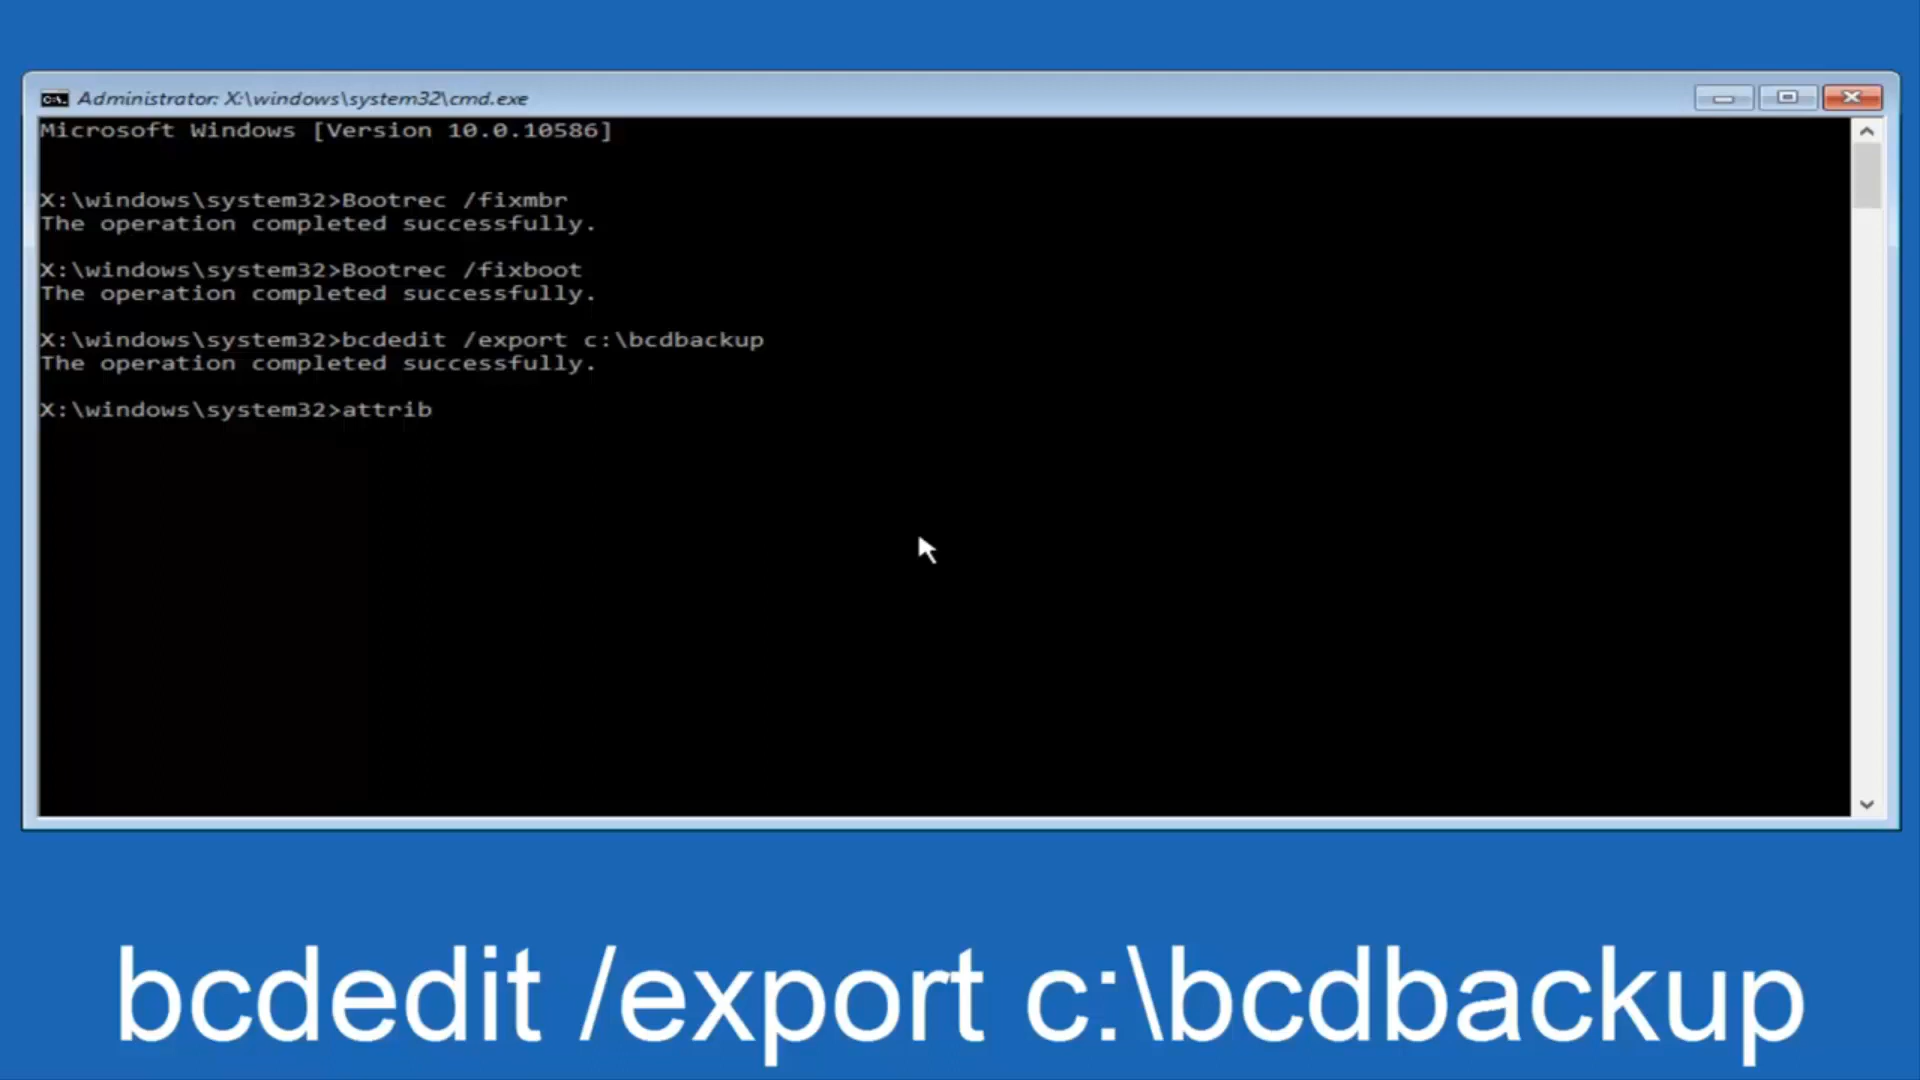 Administrator: X:\windows\system32\cmd.exe
Microsoft Windows [Version 10.0.10586]
X:\windows\system32>Bootrec /fixmbr
The operation completed successfully.
X:\windows\system32>Bootrec /fixboot
The operation completed successfully.
X:\windows\system32>bcdedit /export c:\bcdbackup
The operation completed successfully.
X:\windows\system32>attrib
bcdedit /export c:\bcdbackup